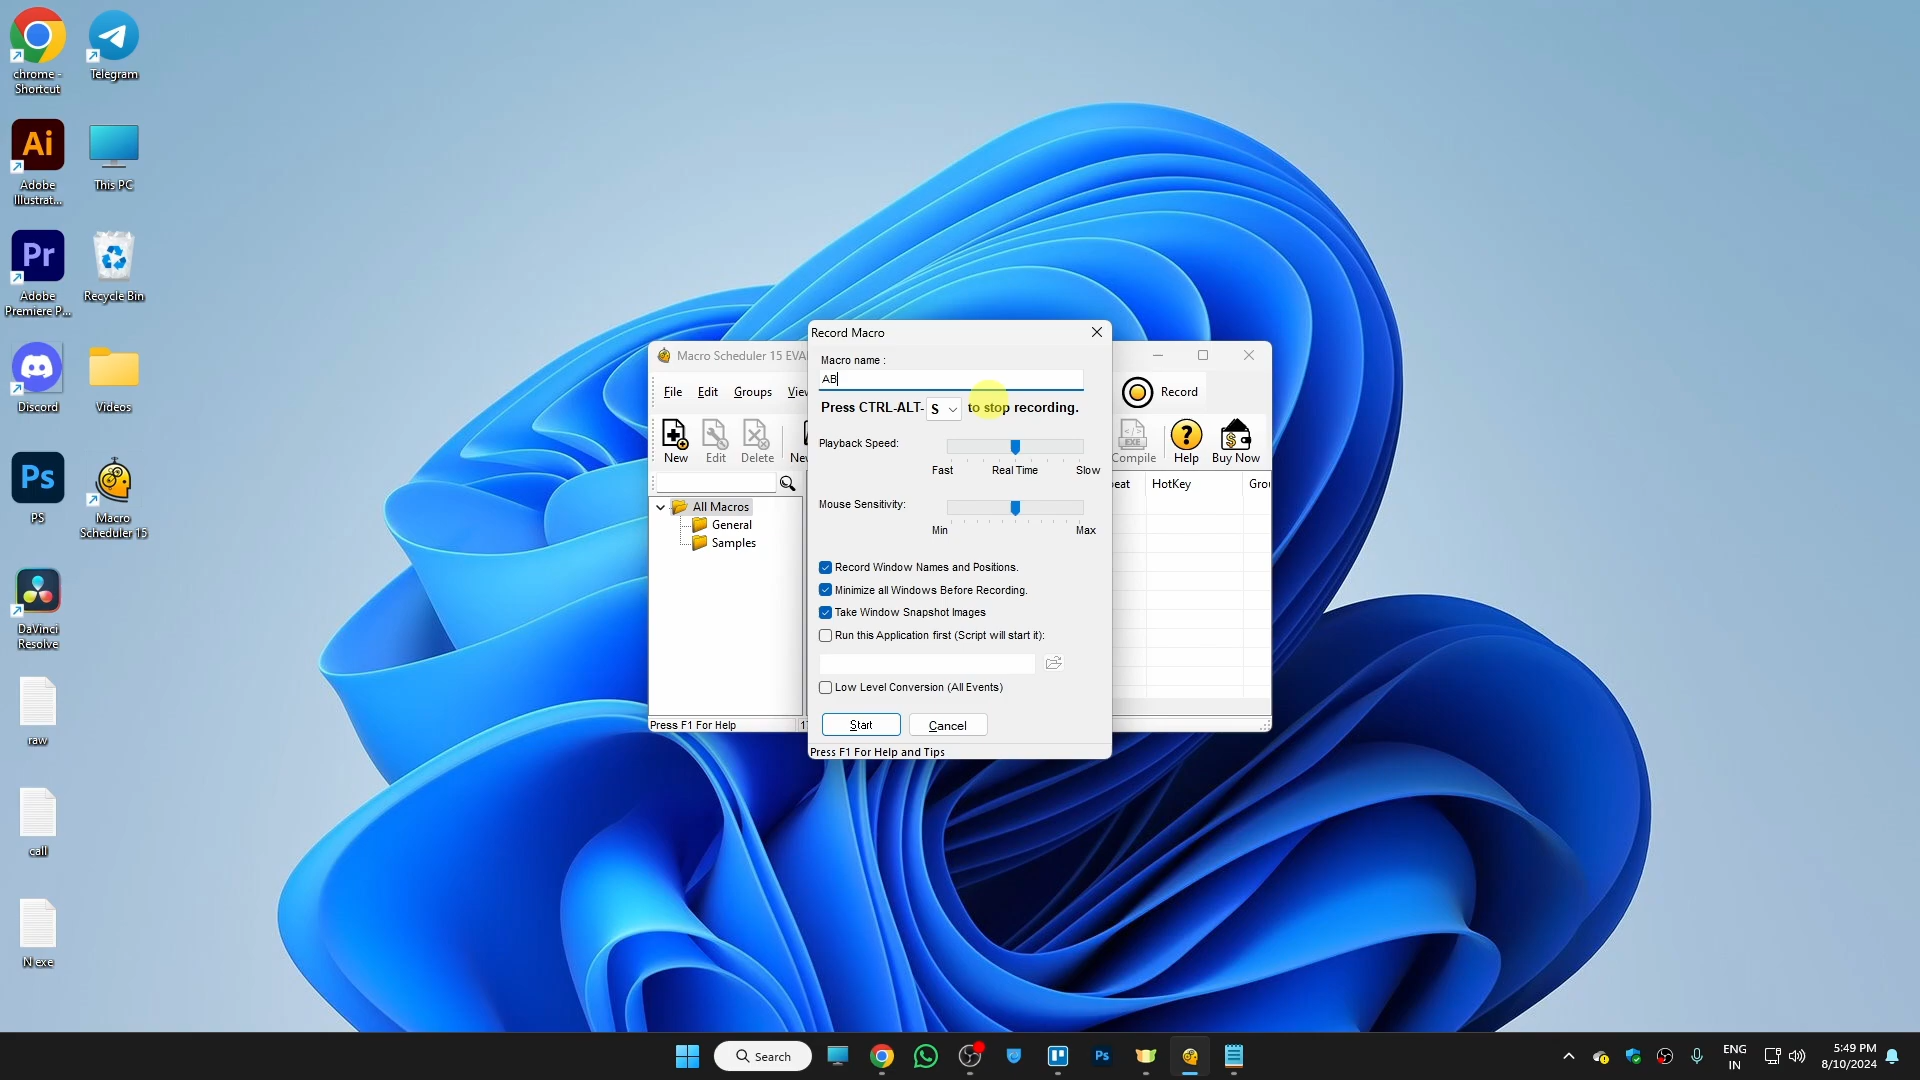 chrome -
Shortcut
Telegram
Ai
Adobe
Illustrat...
This PC
Pr
Adobe
Premiere P...
Recycle Bin
Discord
Videos
Ps
PS
Macro
Scheduler 15
DaVinci
Resolve
raw
call
N exe
Macro Scheduler 15 EVA
File Edit Groups
Record
New Edit Delete
Compile Help Buy Now
EXE
HotKey
All Macros
General
Samples
Press F1 For Help
Record Macro
Macro name :
AB
Press CTRL-ALT- S to stop recording.
Playback Speed:
Fast Real Time Slow
Mouse Sensitivity:
Min Max
Record Window Names and Positions.
Minimize all Windows Before Recording.
Take Window Snapshot Images
Run this Application first (Script will start it):
Low Level Conversion (All Events)
Start Cancel
Press F1 For Help and Tips
Search
Ps
ENG
IN
5:49 PM
8/10/2024